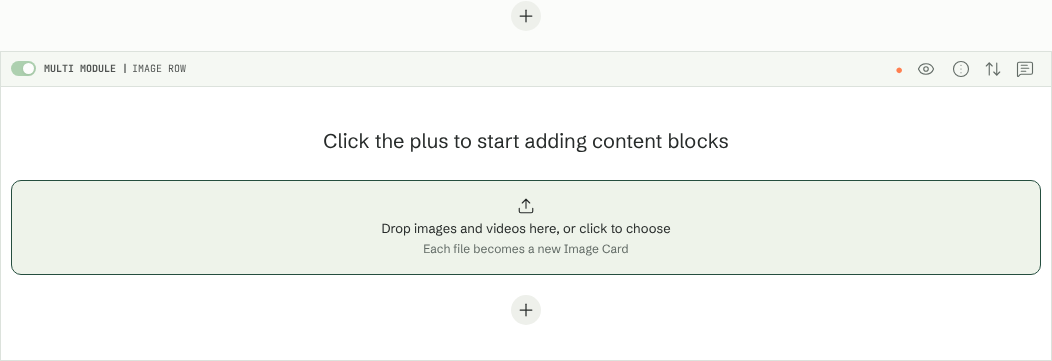 MULTI MODULE | IMAGE ROW
Click the plus to start adding content blocks
Drop images and videos here, or click to choose
Each file becomes a new Image Card